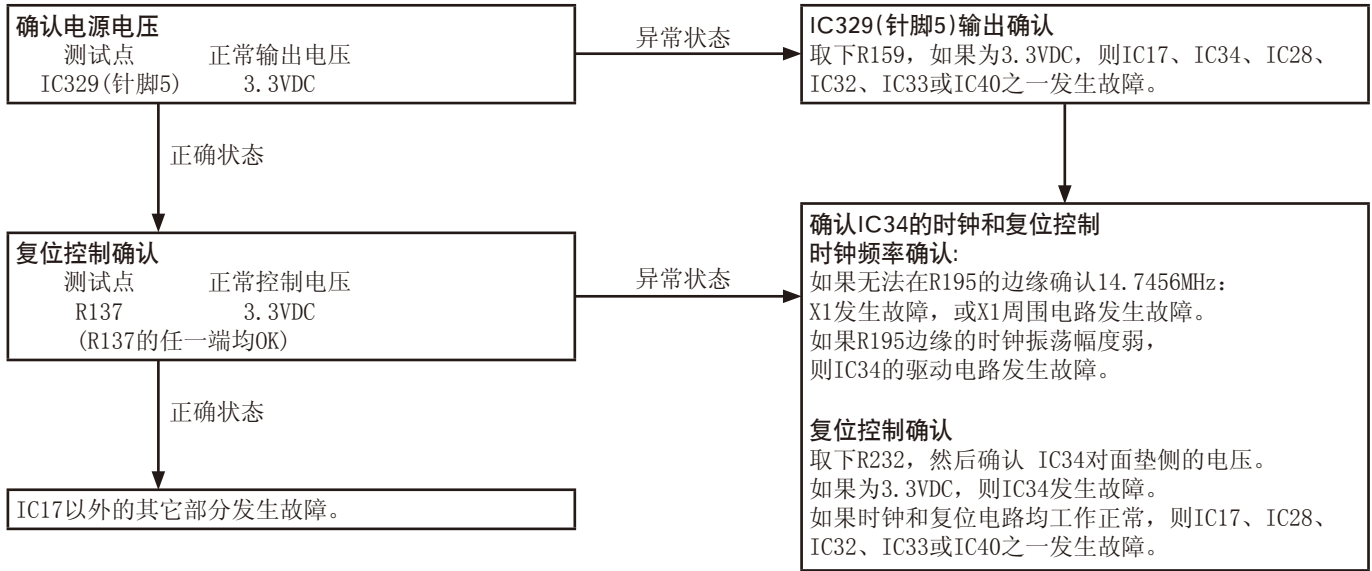 确认电源电压
测试点 正常输出电压
IC329(针脚5) 3.3VDC
异常状态
IC329(针脚5)输出确认
取下R159，如果为3.3VDC，则IC17、IC34、IC28、
IC32、IC33或IC40之一发生故障。
正确状态
复位控制确认
测试点 正常控制电压
R137 3.3VDC
(R137的任一端均OK)
异常状态
确认IC34的时钟和复位控制
时钟频率确认:
如果无法在R195的边缘确认14.7456MHz：
X1发生故障，或X1周围电路发生故障。
如果R195边缘的时钟振荡幅度弱，
则IC34的驱动电路发生故障。
复位控制确认
取下R232，然后确认 IC34对面垫侧的电压。
如果为3.3VDC，则IC34发生故障。
如果时钟和复位电路均工作正常，则IC17、IC28、
IC32、IC33或IC40之一发生故障。
正确状态
IC17以外的其它部分发生故障。